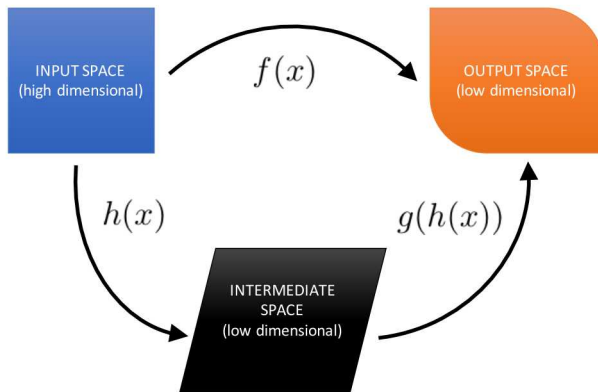 INPUT SPACE
(high dimensional)
f(x)
OUTPUT SPACE
(low dimensional)
h(x)
g(h(x))
INTERMEDIATE
SPACE
(low dimensional)